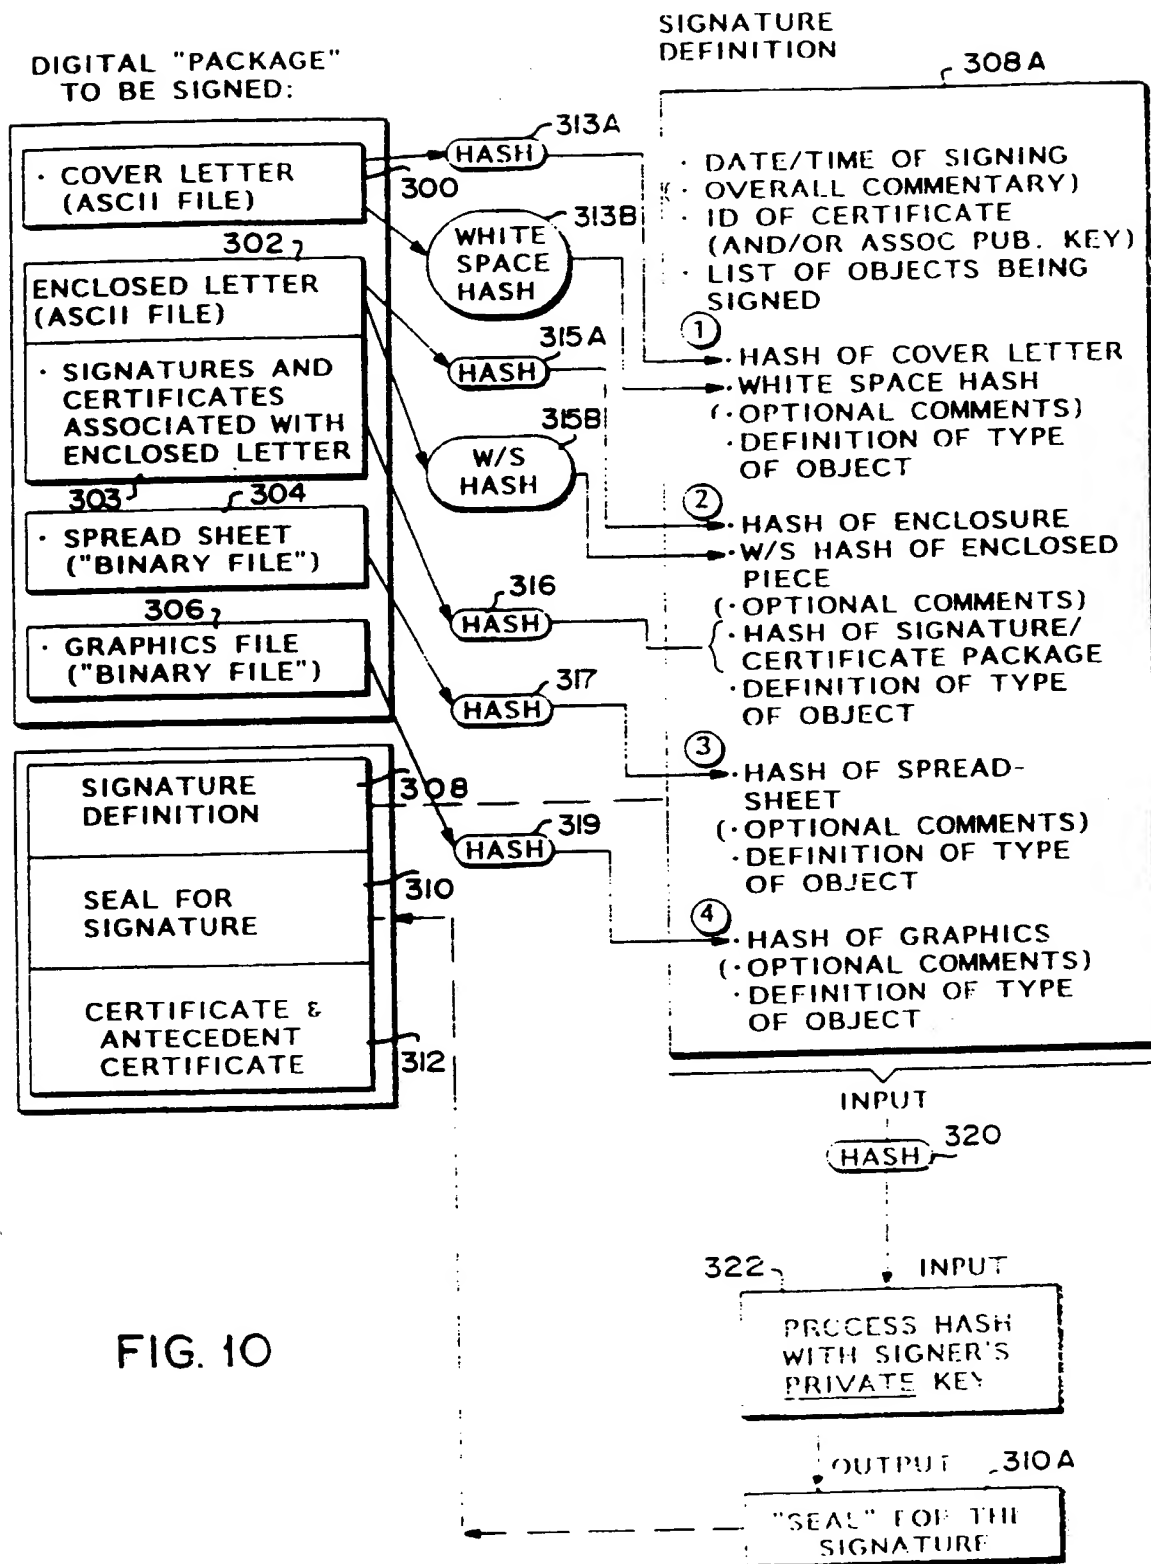 DIGITAL "PACKAGE"
TO BE SIGNED:
· COVER LETTER
(ASCII FILE)
300
302
ENCLOSED LETTER
(ASCII FILE)
· SIGNATURES AND
CERTIFICATES
ASSOCIATED WITH
ENCLOSED LETTER
303
304
· SPREAD SHEET
("BINARY FILE")
306
· GRAPHICS FILE
("BINARY FILE")
SIGNATURE
DEFINITION
308
SEAL FOR
SIGNATURE
310
CERTIFICATE &
ANTECEDENT
CERTIFICATE
312
313A
HASH
313B
WHITE
SPACE
HASH
315A
HASH
315B
W/S
HASH
316
HASH
317
HASH
319
HASH
SIGNATURE
DEFINITION
308A
· DATE/TIME OF SIGNING
(· OVERALL COMMENTARY)
· ID OF CERTIFICATE
(AND/OR ASSOC PUB. KEY)
· LIST OF OBJECTS BEING
SIGNED
1
· HASH OF COVER LETTER
· WHITE SPACE HASH
(· OPTIONAL COMMENTS)
· DEFINITION OF TYPE
OF OBJECT
2
· HASH OF ENCLOSURE
· W/S HASH OF ENCLOSED
PIECE
(· OPTIONAL COMMENTS)
· HASH OF SIGNATURE/
CERTIFICATE PACKAGE
· DEFINITION OF TYPE
OF OBJECT
3
· HASH OF SPREAD-
SHEET
(· OPTIONAL COMMENTS)
· DEFINITION OF TYPE
OF OBJECT
4
· HASH OF GRAPHICS
(· OPTIONAL COMMENTS)
· DEFINITION OF TYPE
OF OBJECT
INPUT
HASH
320
INPUT
322
PROCESS HASH
WITH SIGNER'S
PRIVATE KEY
OUTPUT
310A
"SEAL" FOR THE
SIGNATURE
FIG. 10